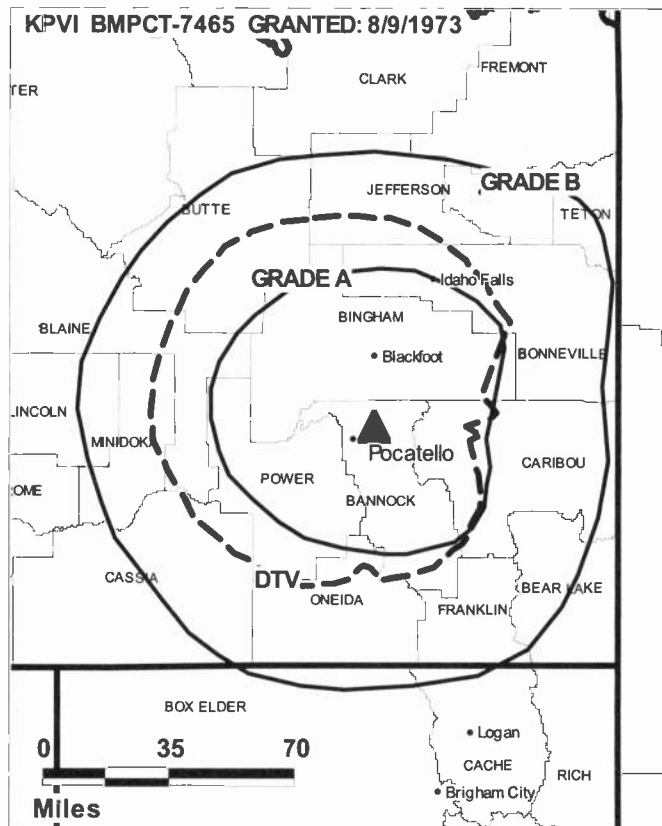 KPVI BMPCT-7465 GRANTED: 8/9/1973
FREMONT
CLARK
TER
JEFFERSON
GRADE B
BUTTE
TETON
GRADE A
Idaho Falls
BINGHAM
BLAINE
Blackfoot
BONNEVILLE
LINCOLN
MINIDOKA
Pocatello
CARIBOU
POWER
OME
BANNOCK
CASSIA
DTV
BEAR LAKE
ONEIDA
FRANKLIN
BOX ELDER
Logan
0 35 70
CACHE
RICH
Brigham City
Miles